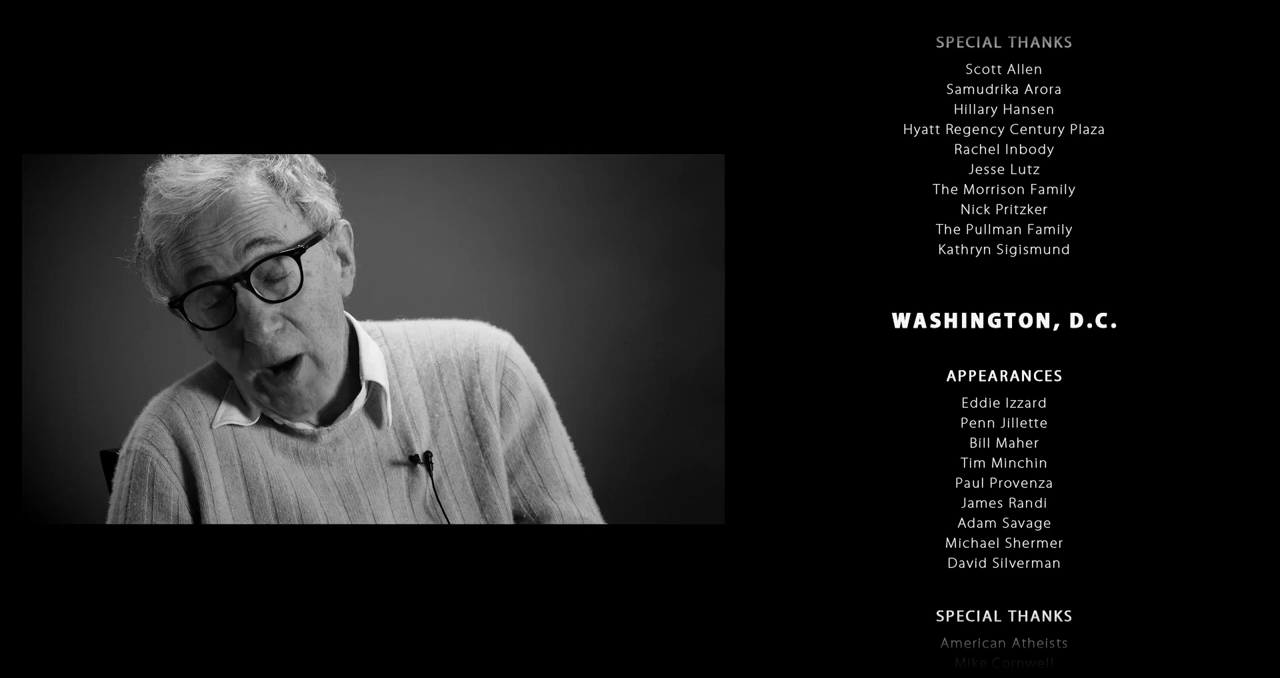 SPECIAL THANKS
Scott Allen
Samudrika Arora
Hillary Hansen
Hyatt Regency Century Plaza
Rachel Inbody
Jesse Lutz
The Morrison Family
Nick Pritzker
The Pullman Family
Kathryn Sigismund
WASHINGTON, D.C.
APPEARANCES
Eddie Izzard
Penn Jillette
Bill Maher
Tim Minchin
Paul Provenza
James Randi
Adam Savage
Michael Shermer
David Silverman
SPECIAL THANKS
American Atheists
Mike Cornwell